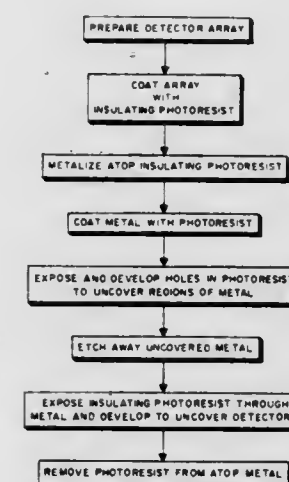 PREPARE DETECTOR ARRAY
COAT ARRAY
WITH
INSULATING PHOTORESIST
METALIZE ATOP INSULATING PHOTORESIST
COAT METAL WITH PHOTORESIST
EXPOSE AND DEVELOP HOLES IN PHOTORESIST
TO UNCOVER REGIONS OF METAL
ETCH AWAY UNCOVERED METAL
EXPOSE INSULATING PHOTORESIST THROUGH
METAL AND DEVELOP TO UNCOVER DETECTOR
REMOVE PHOTORESIST FROM ATOP METAL